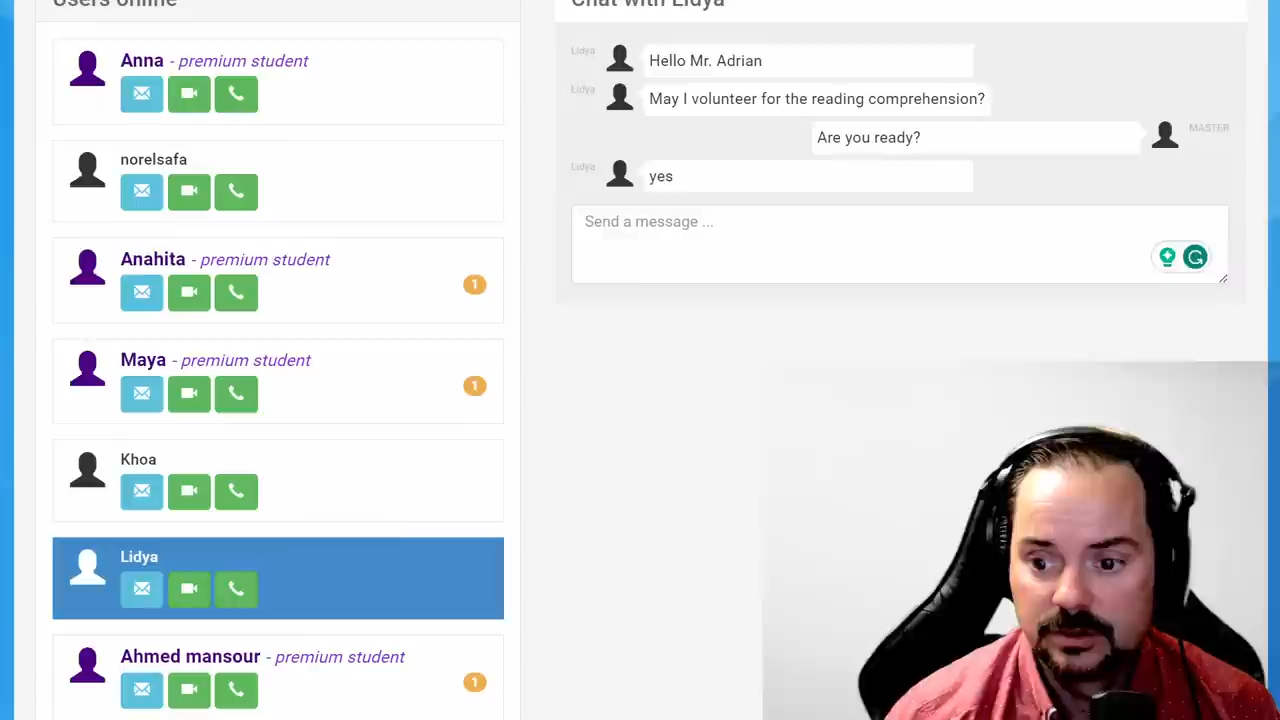 Users online
Anna - premium student
norelsafa
Anahita - premium student
1
Maya - premium student
1
Khoa
Lidya
Ahmed mansour - premium student
1
Chat with Lidya
Lidya
Hello Mr. Adrian
Lidya
May I volunteer for the reading comprehension?
Are you ready?
MASTER
Lidya
yes
Send a message ...